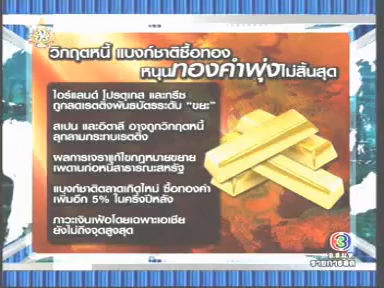 วิกฤตหนี้ แบงก์ชาติซื้อทอง
หนุนทองคำพุ่งไม่สิ้นสุด
ไอร์แลนด์ โปรตุเกส และกรีซ
ถูกลดเรตติ้งพันธบัตรระดับ "ขยะ"
สเปน และอิตาลี อาจถูกวิกฤตหนี้
ลุกลามกระทบเรตติ้ง
ผลการเจราแก้ไขกฎหมายขยาย
เพดานก่อหนี้สาธารณะสหรัฐ
แบงก์ชาติตลาดเกิดใหม่ ซื้อทองคำ
เพิ่มอีก 5% ในครึ่งปีหลัง
ภาวะเงินเฟ้อโดยเฉพาะเอเชีย
ยังไม่ถึงจุดสูงสุด
3
อ.ส.ม.ท